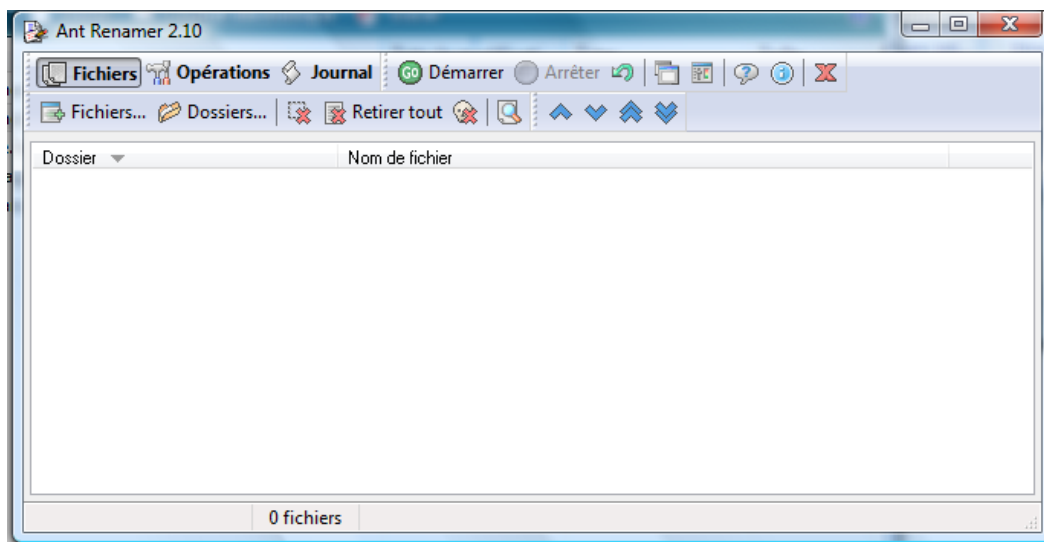 Ant Renamer 2.10
Fichiers Opérations Journal GO Démarrer Arrêter
Fichiers... Dossiers... Retirer tout
Dossier Nom de fichier
0 fichiers